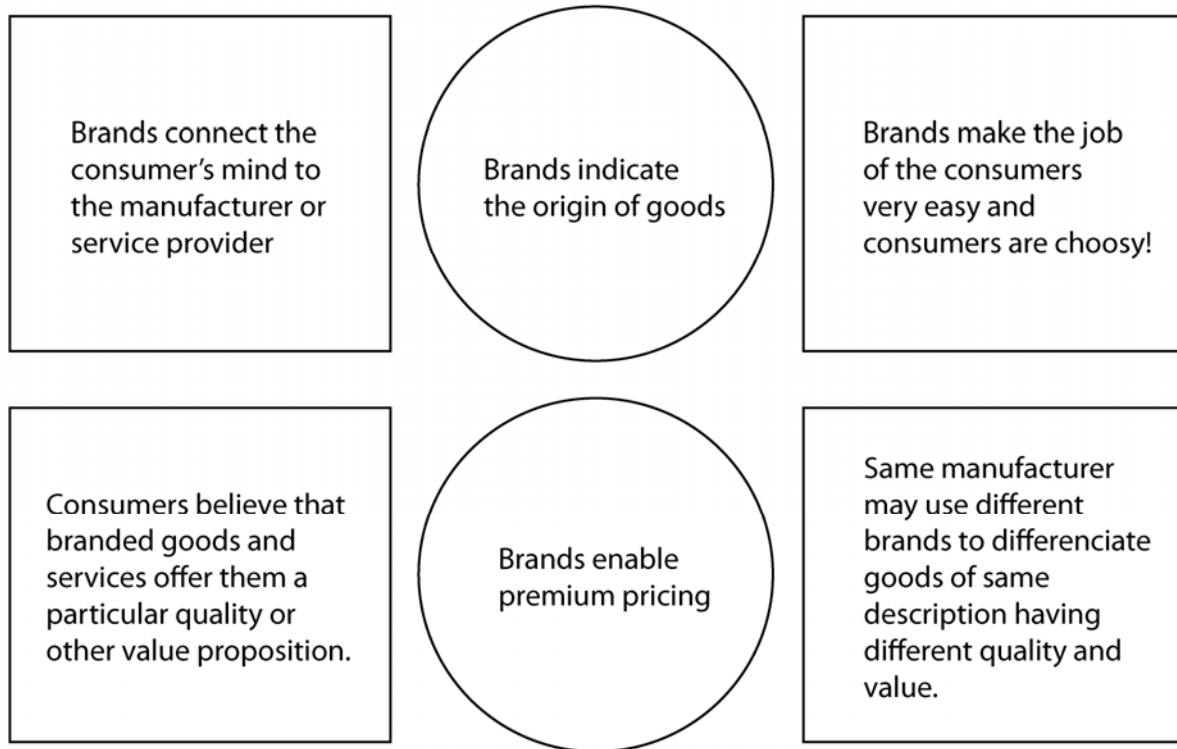 Brands connect the
consumer’s mind to
the manufacturer or
service provider
Brands indicate
the origin of goods
Brands make the job
of the consumers
very easy and
consumers are choosy!
Consumers believe that
branded goods and
services offer them a
particular quality or
other value proposition.
Brands enable
premium pricing
Same manufacturer
may use different
brands to differenciate
goods of same
description having
different quality and
value.